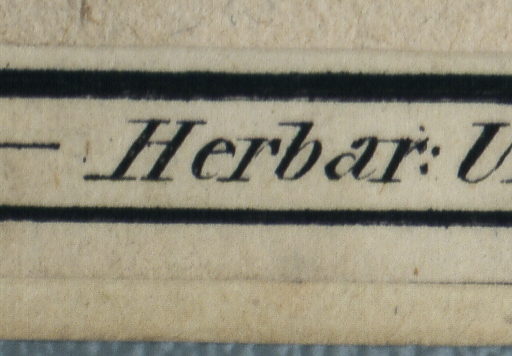 — Herbar: U